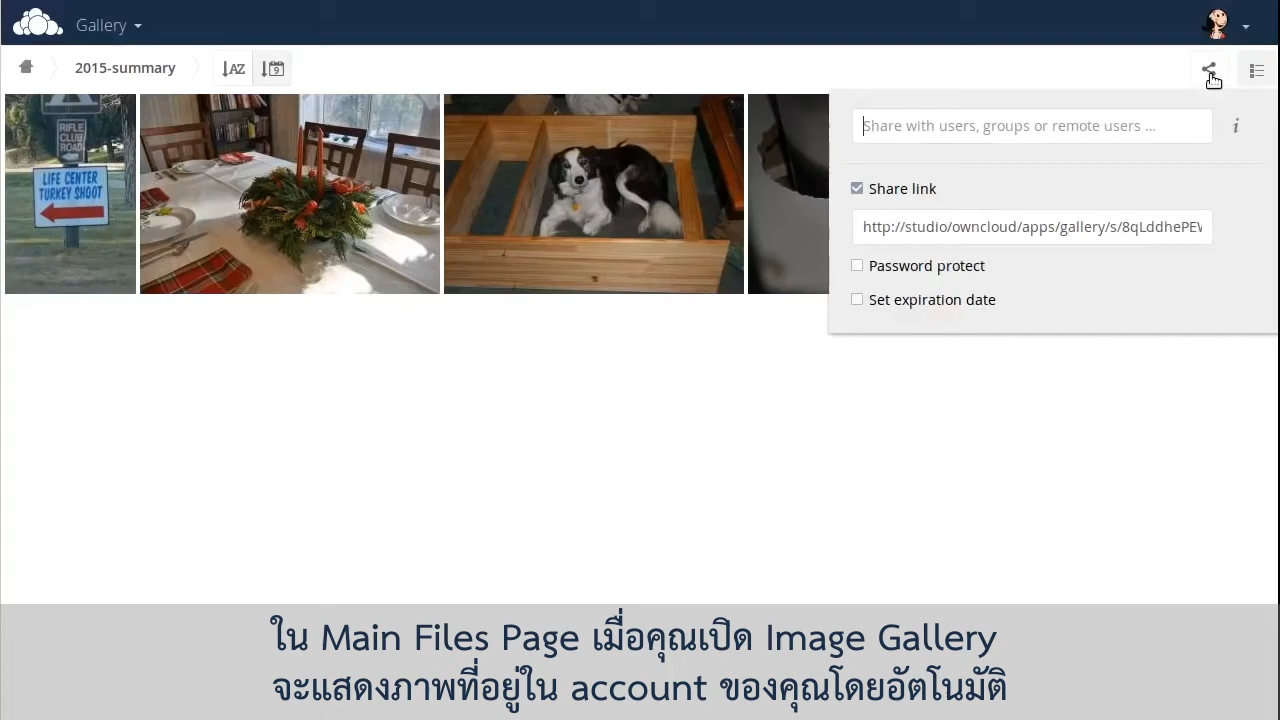 Gallery
2015-summary
AZ
9
RIFLE
CLUB
ROAD
LIFE CENTER
TURKEY SHOOT
Share with users, groups or remote users ...
i
Share link
http://studio/owncloud/apps/gallery/s/8qLddhePEV
Password protect
Set expiration date
ใน Main Files Page เมื่อคุณเปิด Image Gallery
จะแสดงภาพที่อยู่ใน account ของคุณโดยอัตโนมัติ